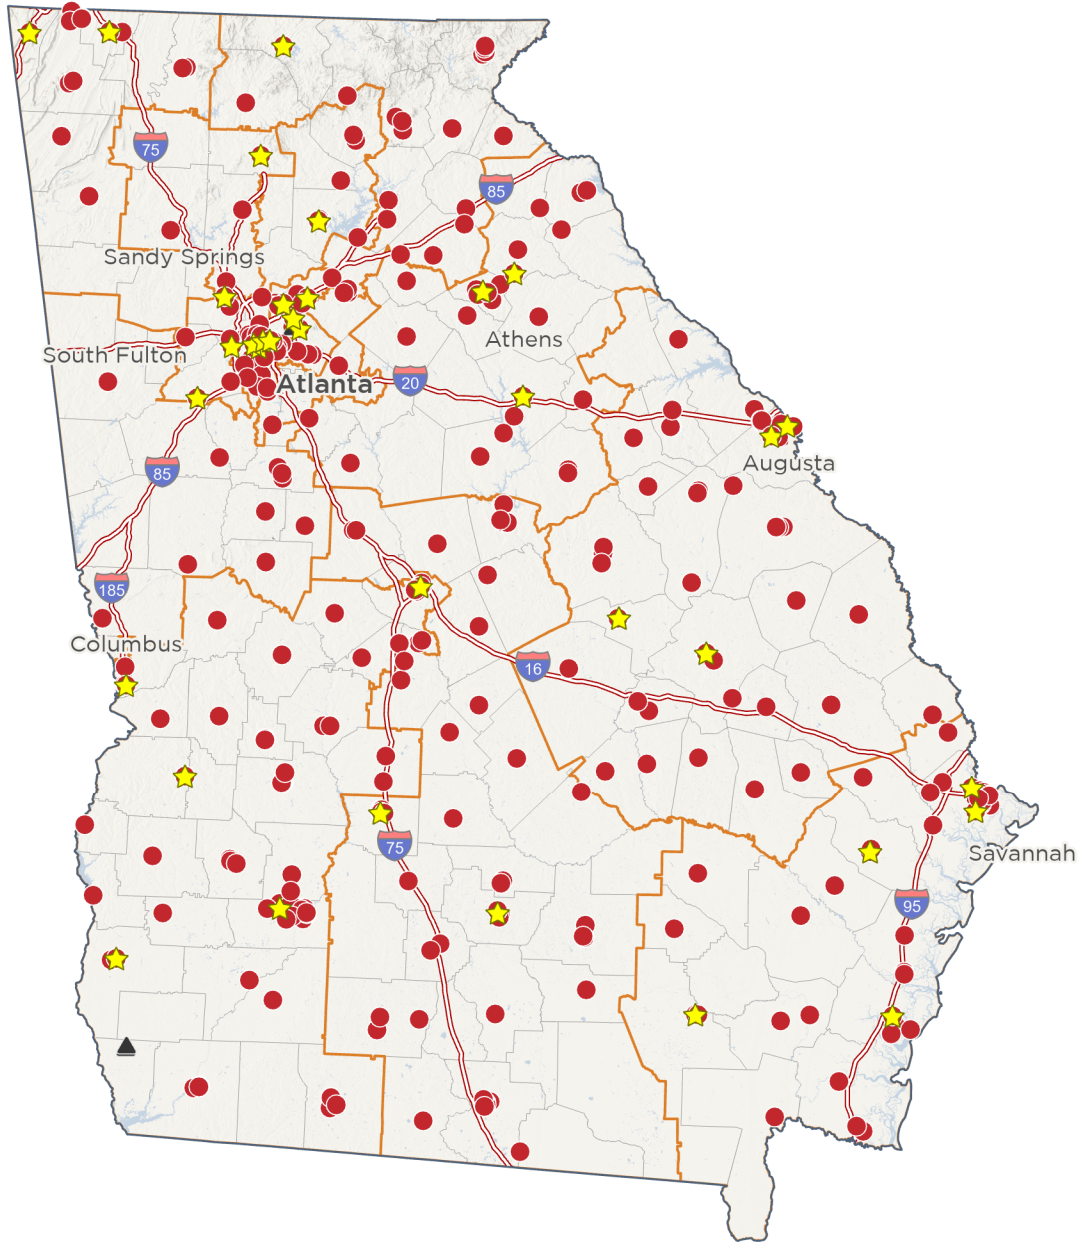 75
85
Sandy Springs
Athens
South Fulton
Atlanta
20
Augusta
85
185
Columbus
16
75
Savannah
95